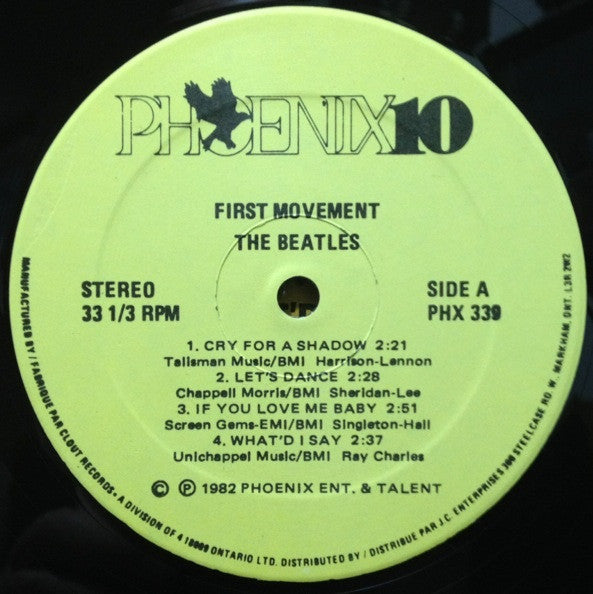 PHOENIX10
FIRST MOVEMENT
THE BEATLES
STEREO
33 1/3 RPM
SIDE A
PHX 339
1. CRY FOR A SHADOW 2:21
Talisman Music/BMI Harrison-Lennon
2. LET'S DANCE 2:28
Chappell Morris/BMI Sheridan-Lee
3. IF YOU LOVE ME BABY 2:51
Screen Gems-EMI/BMI Singleton-Hall
4. WHAT'D I SAY 2:37
Unichappel Music/BMI Ray Charles
© ℗ 1982 PHOENIX ENT. & TALENT
MANUFACTURED BY / FABRIQUE PAR CLOUT RECORDS - A DIVISION OF ONTARIO LTD. DISTRIBUTED BY / DISTRIBUE PAR J.C. ENTERPRISES STEELCASE RD. W. MARKHAM, ONT. L3R